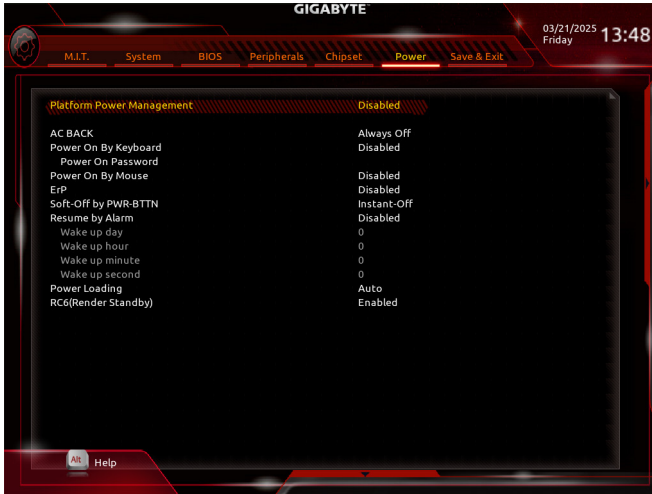 GIGABYTE™
03/21/2025 13:48
Friday
M.I.T. System BIOS Peripherals Chipset Power Save & Exit
Platform Power Management Disabled
AC BACK Always Off
Power On By Keyboard Disabled
Power On Password
Power On By Mouse Disabled
ErP Disabled
Soft-Off by PWR-BTTN Instant-Off
Resume by Alarm Disabled
Wake up day 0
Wake up hour 0
Wake up minute 0
Wake up second 0
Power Loading Auto
RC6(Render Standby) Enabled
Alt Help